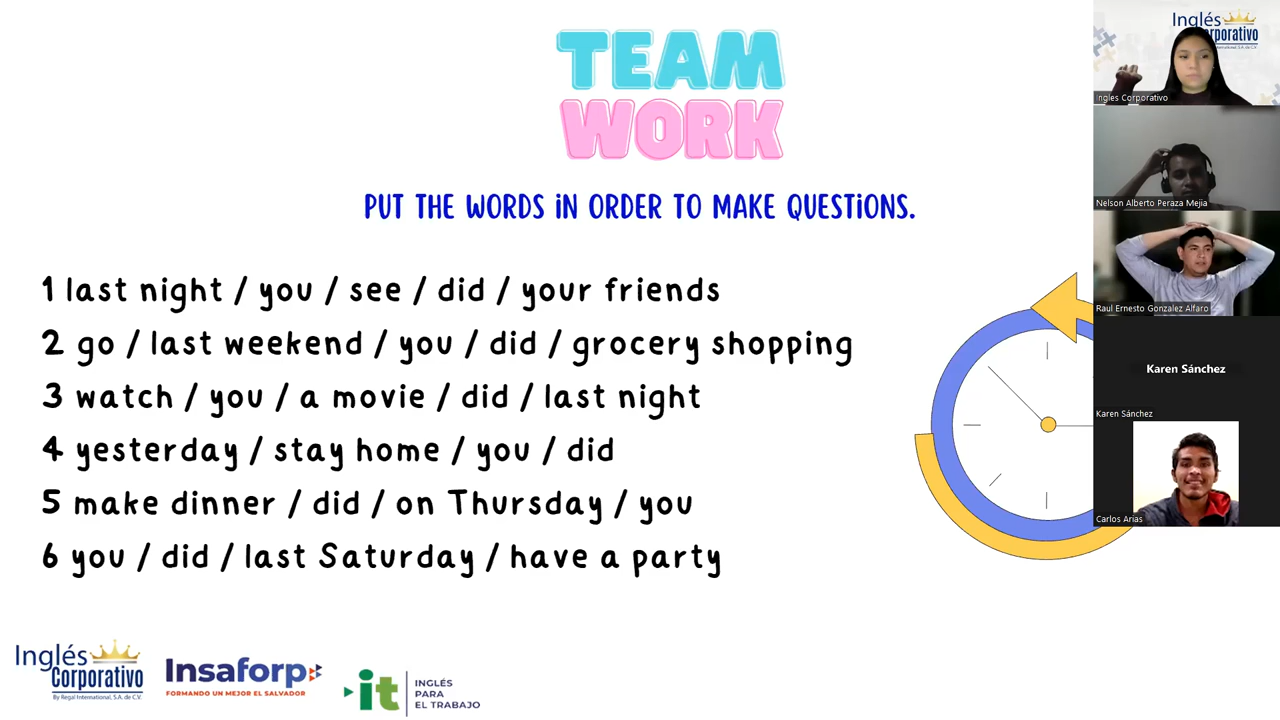 TEAM
WORK
PUT THE WORDS IN ORDER TO MAKE QUESTIONS.
1 last night / you / see / did / your friends
2 go / last weekend / you / did / grocery shopping
3 watch / you / a movie / did / last night
4 yesterday / stay home / you / did
5 make dinner / did / on Thursday / you
6 you / did / last Saturday / have a party
Inglés
Corporativo
By Regal International, S.A. de C.V.
Insaforp
FORMANDO UN MEJOR EL SALVADOR
it
INGLÉS
PARA
EL TRABAJO
Inglés
Corporativo
Ingles Corporativo
Nelson Alberto Peraza Mejia
Raul Ernesto Gonzalez Alfaro
Karen Sánchez
Karen Sánchez
Carlos Arias